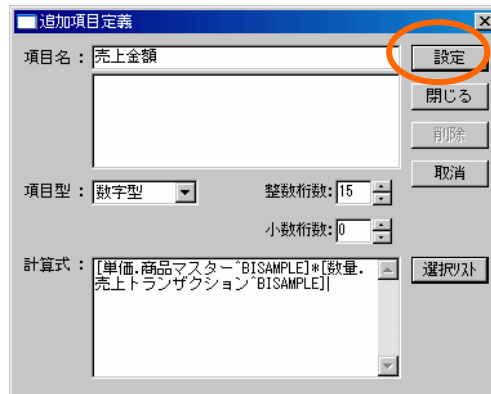 追加項目定義
項目名： 売上金額 設定
閉じる
削除
取消
項目型： 数字型 整数桁数: 15
小数桁数: 0
計算式： [単価.商品マスター^BISAMPLE]*[数量. 選択リスト
売上トランザクション^BISAMPLE]